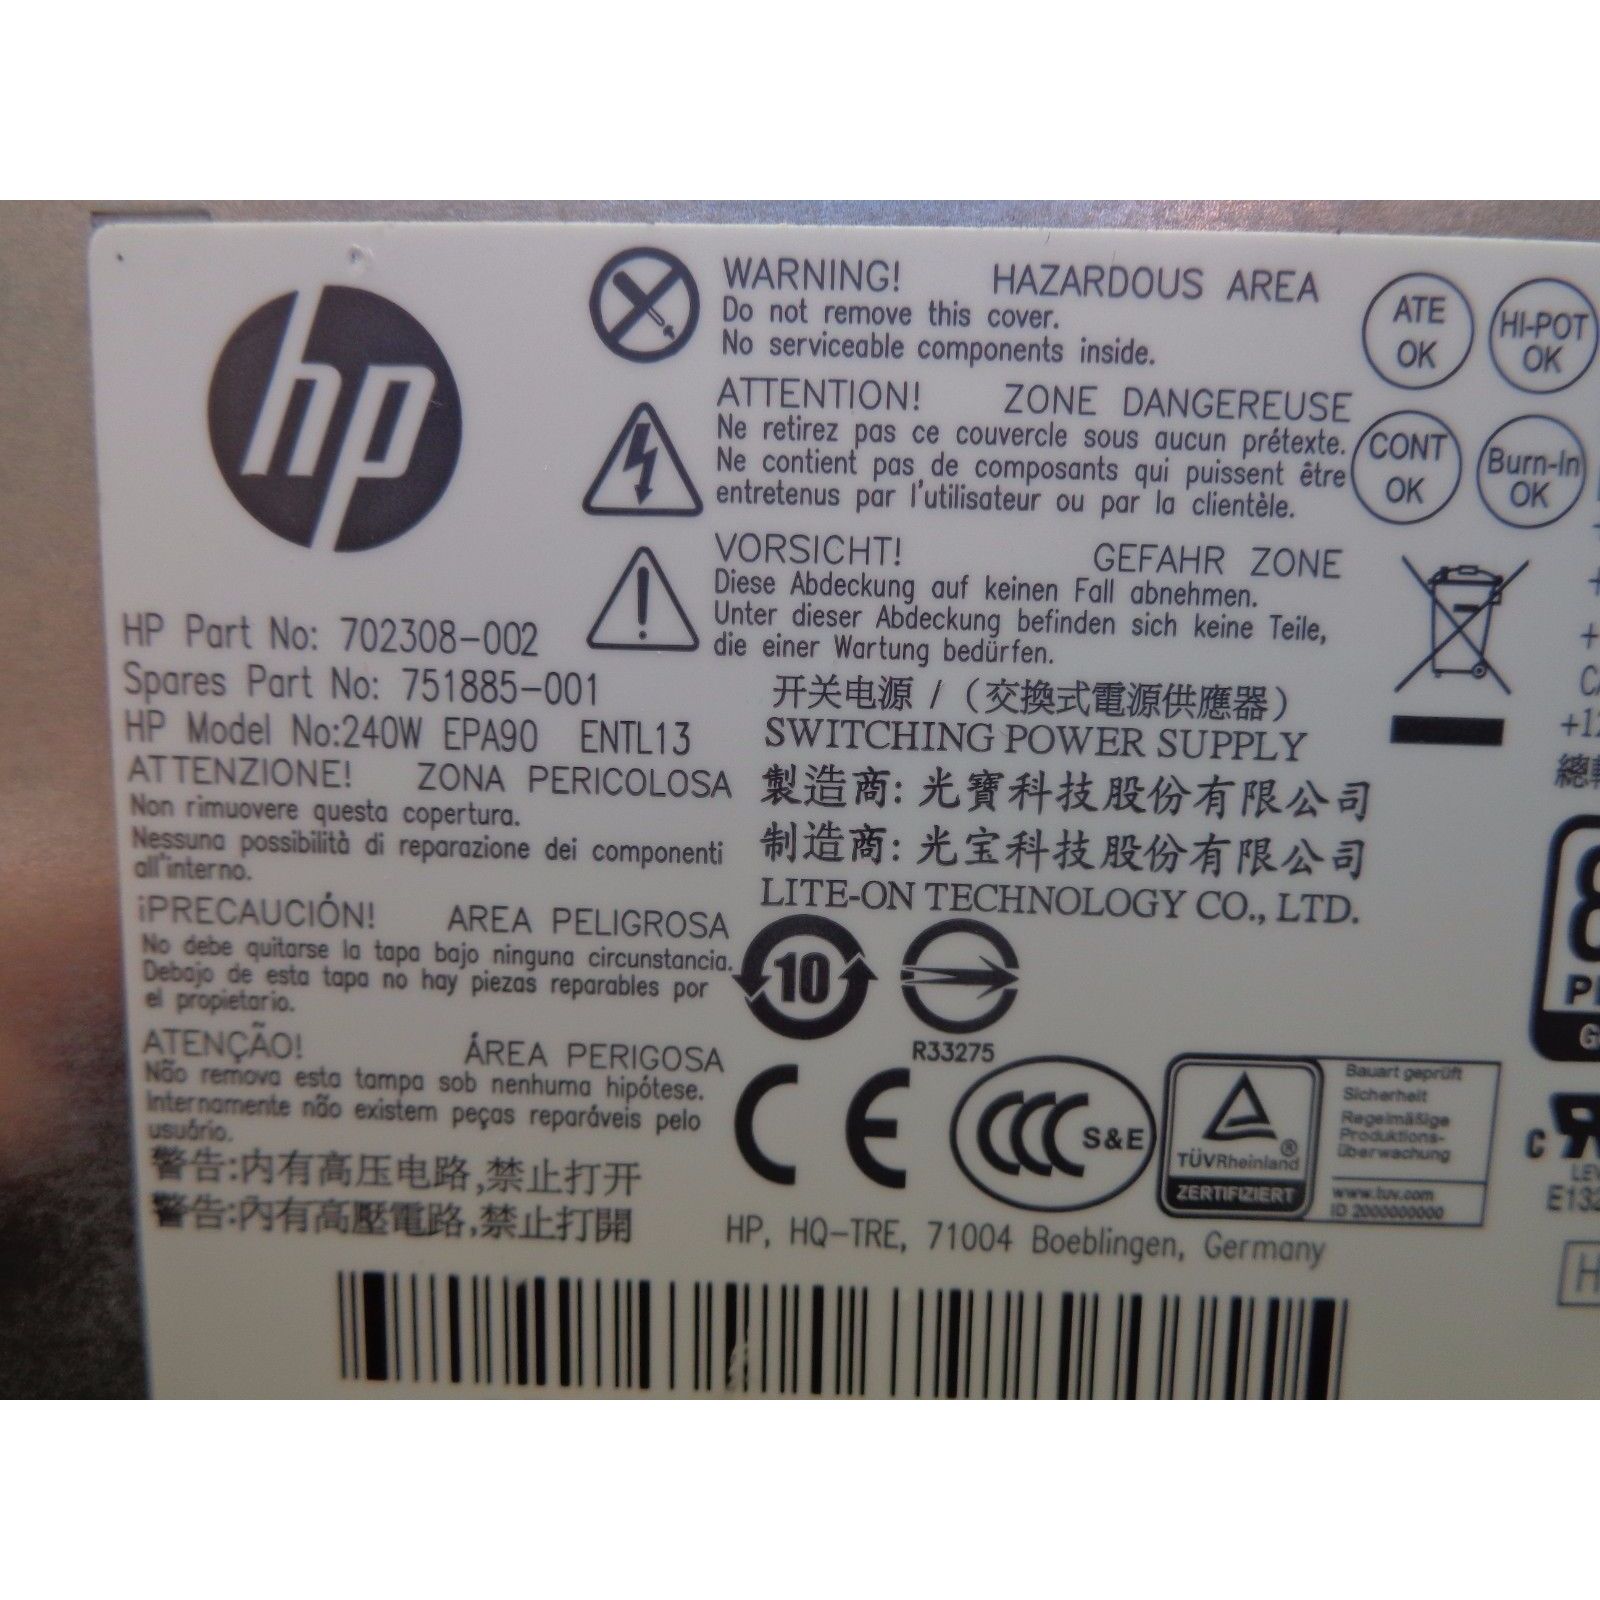 hp
HP Part No: 702308-002
Spares Part No: 751885-001
HP Model No:240W EPA90 ENTL13
ATTENZIONE! ZONA PERICOLOSA
Non rimuovere questa copertura.
Nessuna possibilità di reparazione dei componenti
all'interno.
¡PRECAUCIÓN! AREA PELIGROSA
No debe quitarse la tapa bajo ninguna circunstancia.
Debajo de esta tapa no hay piezas reparables por
el propietario.
ATENÇÃO! ÁREA PERIGOSA
Não remova esta tampa sob nenhuma hipótese.
Internamente não existem peças reparáveis pelo
usuário.
警告:内有高压电路,禁止打开
警告:內有高壓電路,禁止打開
WARNING! HAZARDOUS AREA
Do not remove this cover.
No serviceable components inside.
ATTENTION! ZONE DANGEREUSE
Ne retirez pas ce couvercle sous aucun prétexte.
Ne contient pas de composants qui puissent être
entretenus par l'utilisateur ou par la clientèle.
VORSICHT! GEFAHR ZONE
Diese Abdeckung auf keinen Fall abnehmen.
Unter dieser Abdeckung befinden sich keine Teile,
die einer Wartung bedürfen.
开关电源 / (交換式電源供應器)
SWITCHING POWER SUPPLY
製造商: 光寶科技股份有限公司
制造商: 光宝科技股份有限公司
LITE-ON TECHNOLOGY CO., LTD.
10
R33275
CE
CCC S&E
TÜVRheinland®
ZERTIFIZIERT
Bauart geprüft
Sicherheit
Regelmäßige
Produktions-
überwachung
www.tuv.com
ID 2000000000
HP, HQ-TRE, 71004 Boeblingen, Germany
ATE
OK
HI-POT
OK
CONT
OK
Burn-In
OK